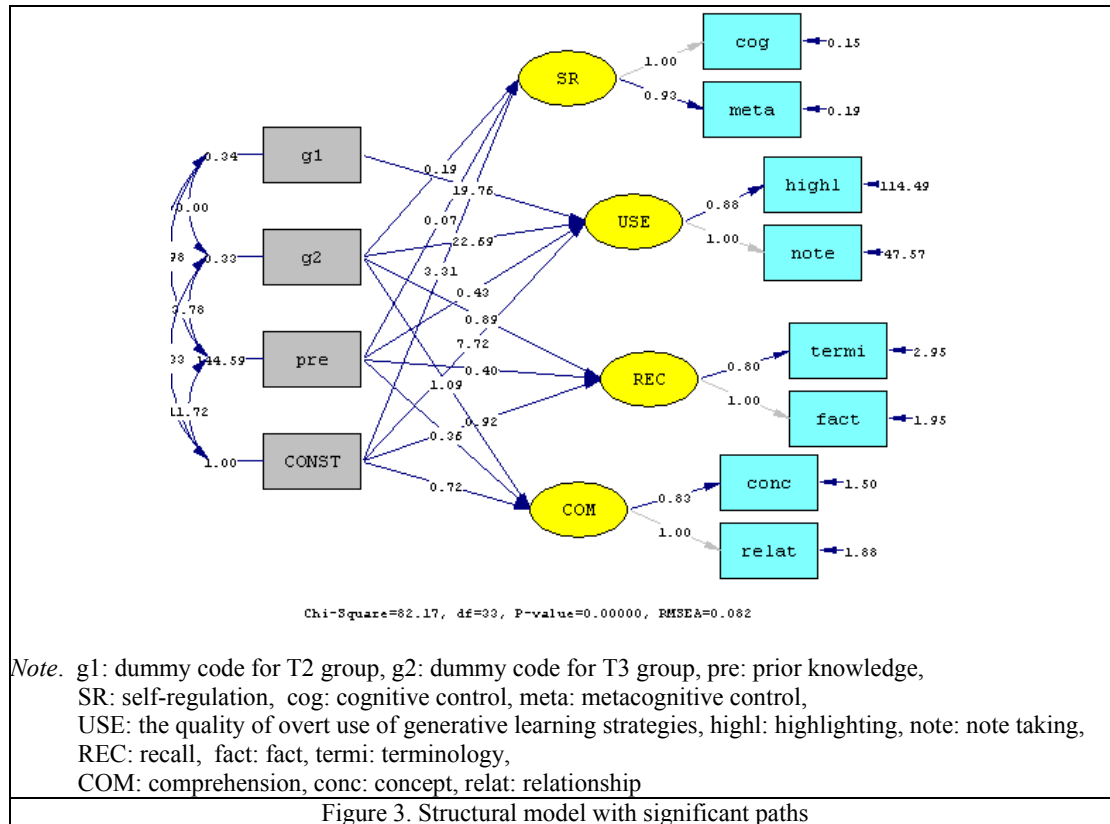 cog
0.15
1.00
SR
0.93
meta
0.19
0.34
g1
0.19
19.76
highl
114.49
0.88
0.00
0.07
USE
1.00
note
47.57
98
0.33
g2
22.59
3.31
0.43
3.78
0.89
33
144.59
pre
7.72
termi
2.95
0.80
0.40
REC
1.00
fact
1.95
1.09
11.72
0.92
0.36
1.00
CONST
0.72
conc
1.50
0.83
COM
1.00
relat
1.88
Chi-Square=82.17, df=33, P-value=0.00000, RMSEA=0.082
Note. g1: dummy code for T2 group, g2: dummy code for T3 group, pre: prior knowledge,
SR: self-regulation, cog: cognitive control, meta: metacognitive control,
USE: the quality of overt use of generative learning strategies, highl: highlighting, note: note taking,
REC: recall, fact: fact, termi: terminology,
COM: comprehension, conc: concept, relat: relationship
Figure 3. Structural model with significant paths